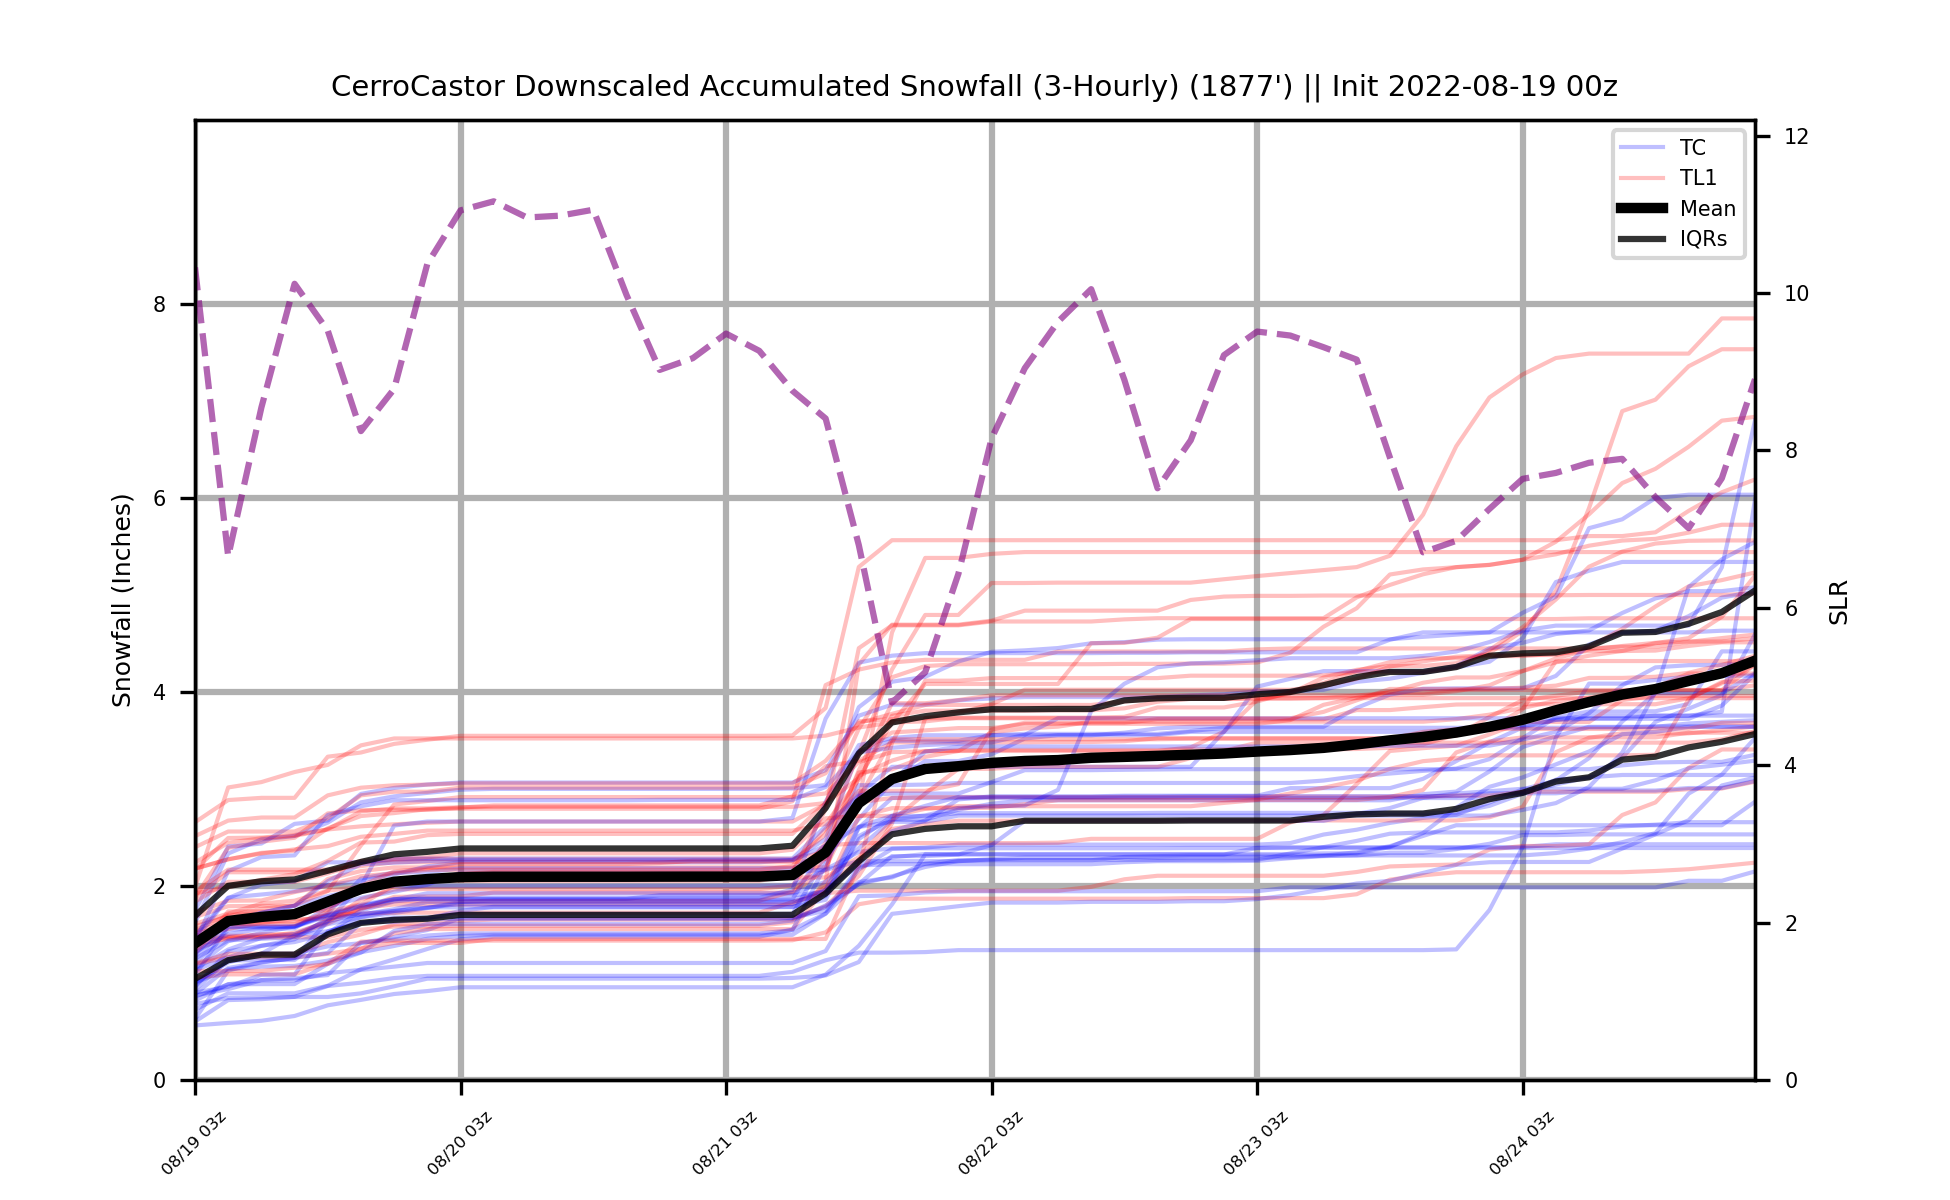 CerroCastor Downscaled Accumulated Snowfall (3-Hourly) (1877') || Init 2022-08-19 00z
TC
TL1
Mean
IQRs
Snowfall (Inches)
8
6
4
2
0
SLR
12
10
8
6
4
2
0
08/19 03z
08/20 03z
08/21 03z
08/22 03z
08/23 03z
08/24 03z